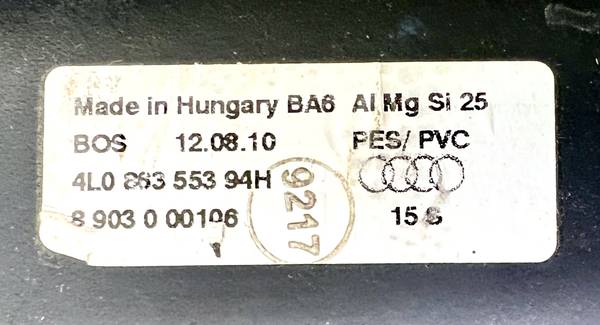 Made in Hungary BA6 Al Mg Si 25
BOS 12.08.10 PES/ PVC
4L0 863 553 94H
8 903 0 00106 15 S
9217